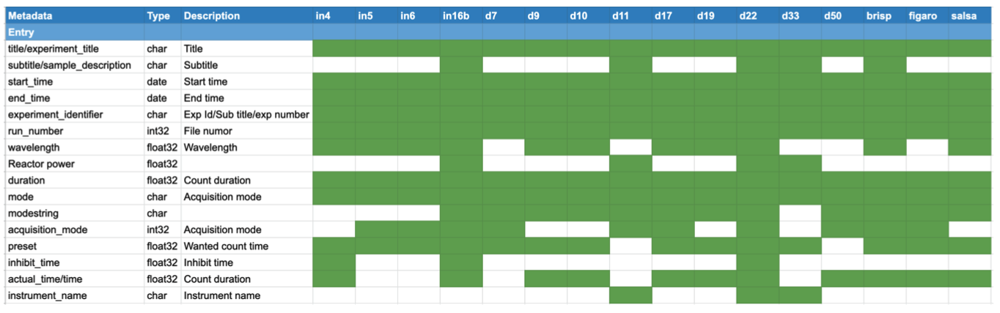 Metadata Type Description in4 in5 in6 in16b d7 d9 d10 d11 d17 d19 d22 d33 d50 brisp figaro salsa
Entry
title/experiment_title char Title
subtitle/sample_description char Subtitle
start_time date Start time
end_time date End time
experiment_identifier char Exp Id/Sub title/exp number
run_number int32 File numor
wavelength float32 Wavelength
Reactor power float32
duration float32 Count duration
mode char Acquisition mode
modestring char
acquisition_mode int32 Acquisition mode
preset float32 Wanted count time
inhibit_time float32 Inhibit time
actual_time/time float32 Count duration
instrument_name char Instrument name